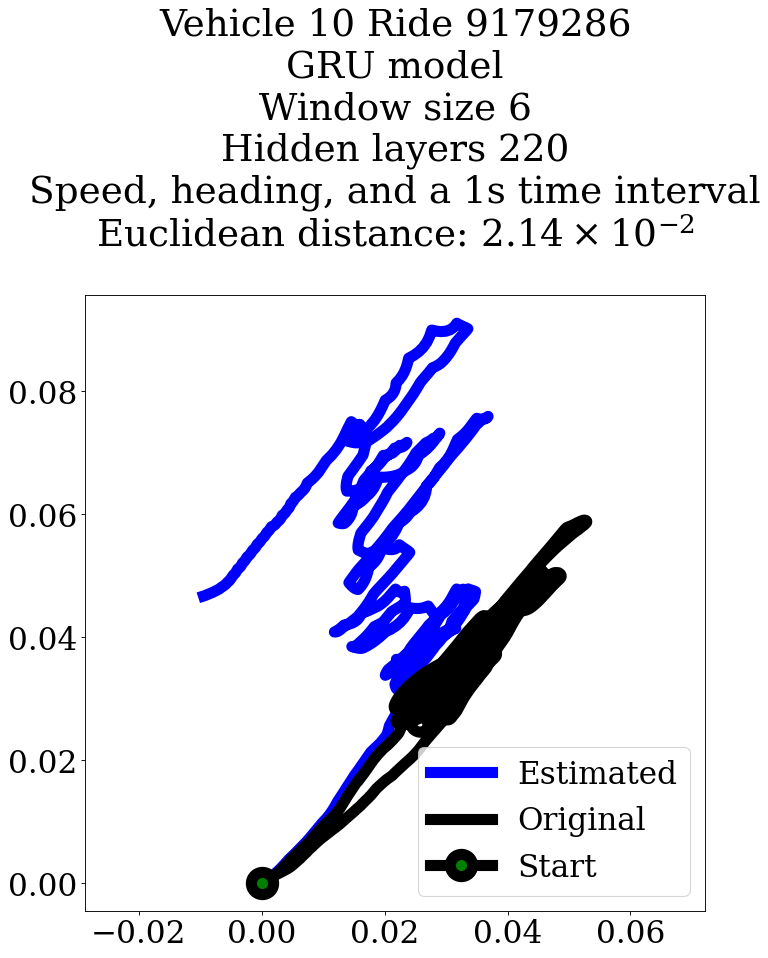 Vehicle 10 Ride 9179286
GRU model
Window size 6
Hidden layers 220
Speed, heading, and a 1s time interval
Euclidean distance: 2.14 × 10⁻²
0.08
0.06
0.04
0.02
0.00
Estimated
Original
Start
−0.02 0.00 0.02 0.04 0.06